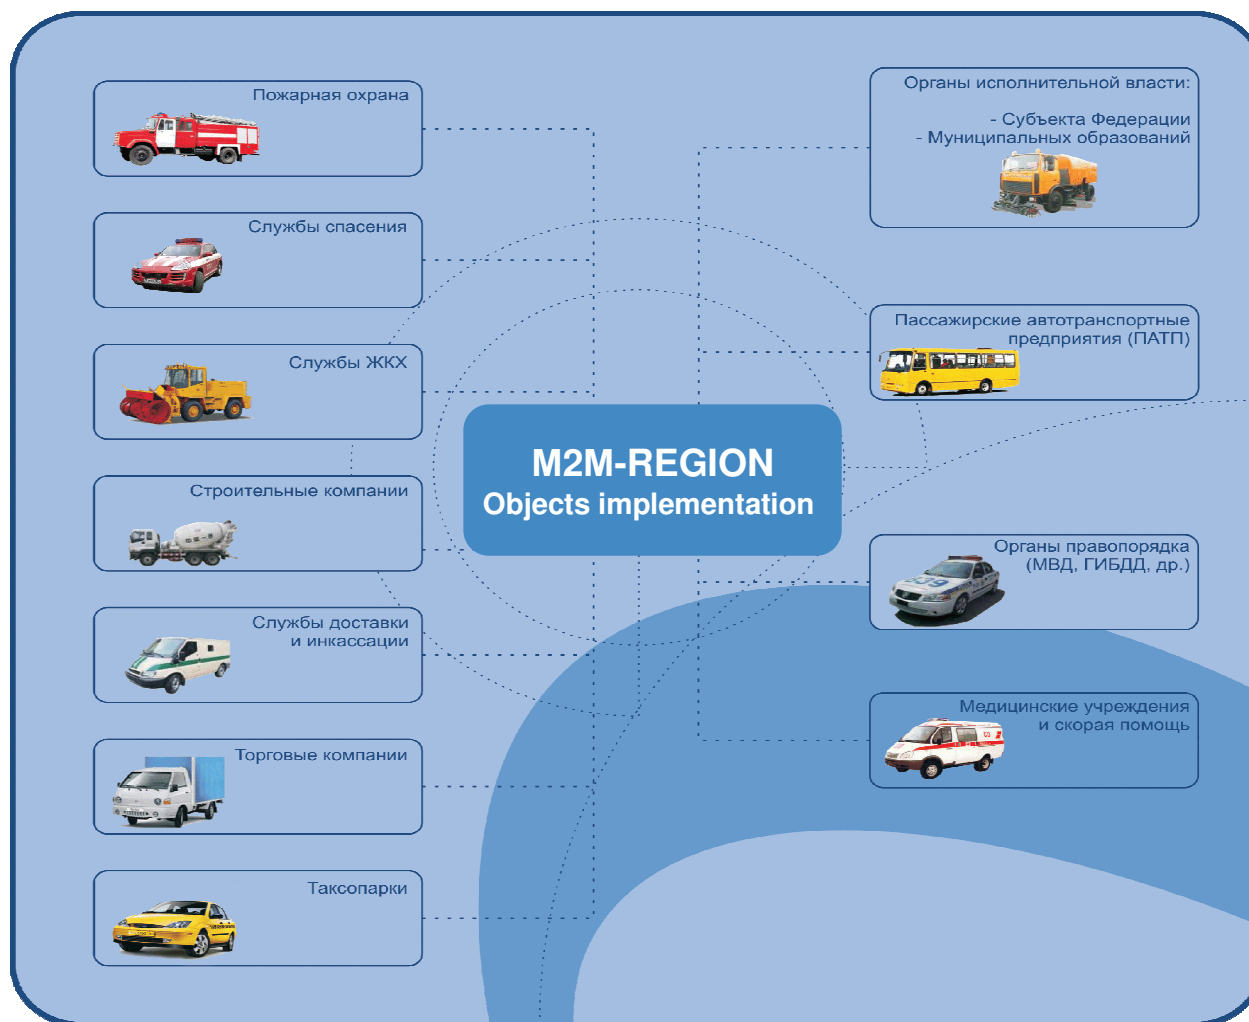 Пожарная охрана
Службы спасения
Службы ЖКХ
Строительные компании
Службы доставки
и инкассации
Торговые компании
Таксопарки
M2M-REGION
Objects implementation
Органы исполнительной власти:
- Субъекта Федерации
- Муниципальных образований
Пассажирские автотранспортные
предприятия (ПАТП)
Органы правопорядка
(МВД, ГИБДД, др.)
Медицинские учреждения
и скорая помощь